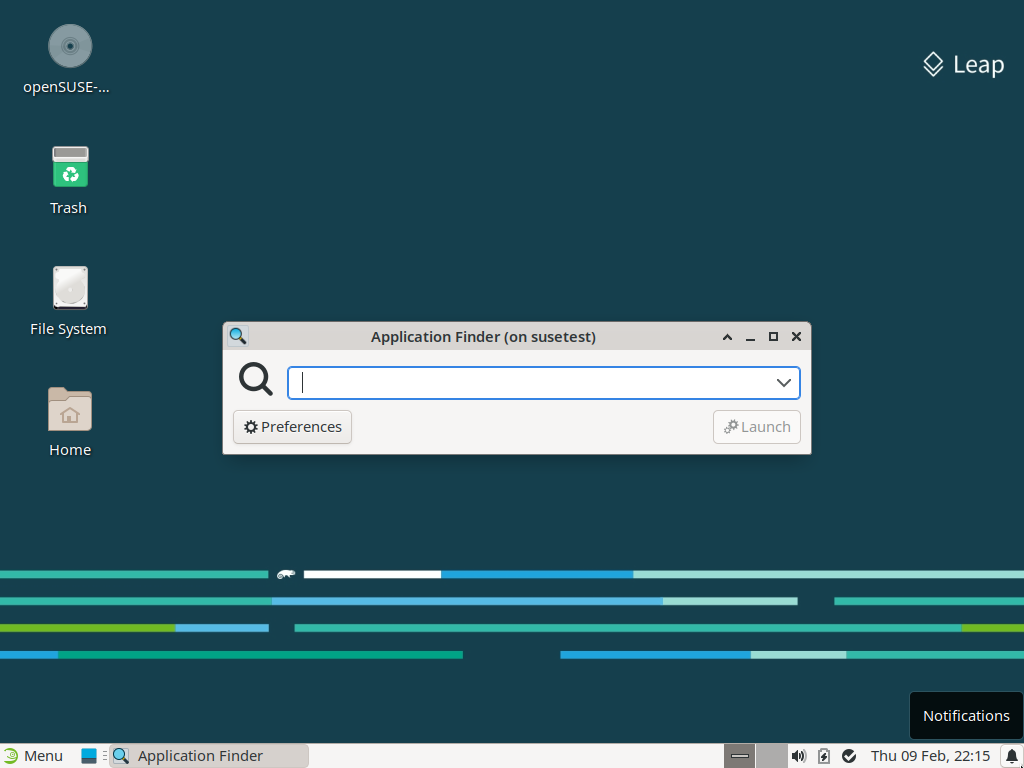 openSUSE-...
Leap
Trash
File System
Application Finder (on susetest)
Preferences
Launch
Home
Notifications
Menu
Application Finder
Thu 09 Feb, 22:15